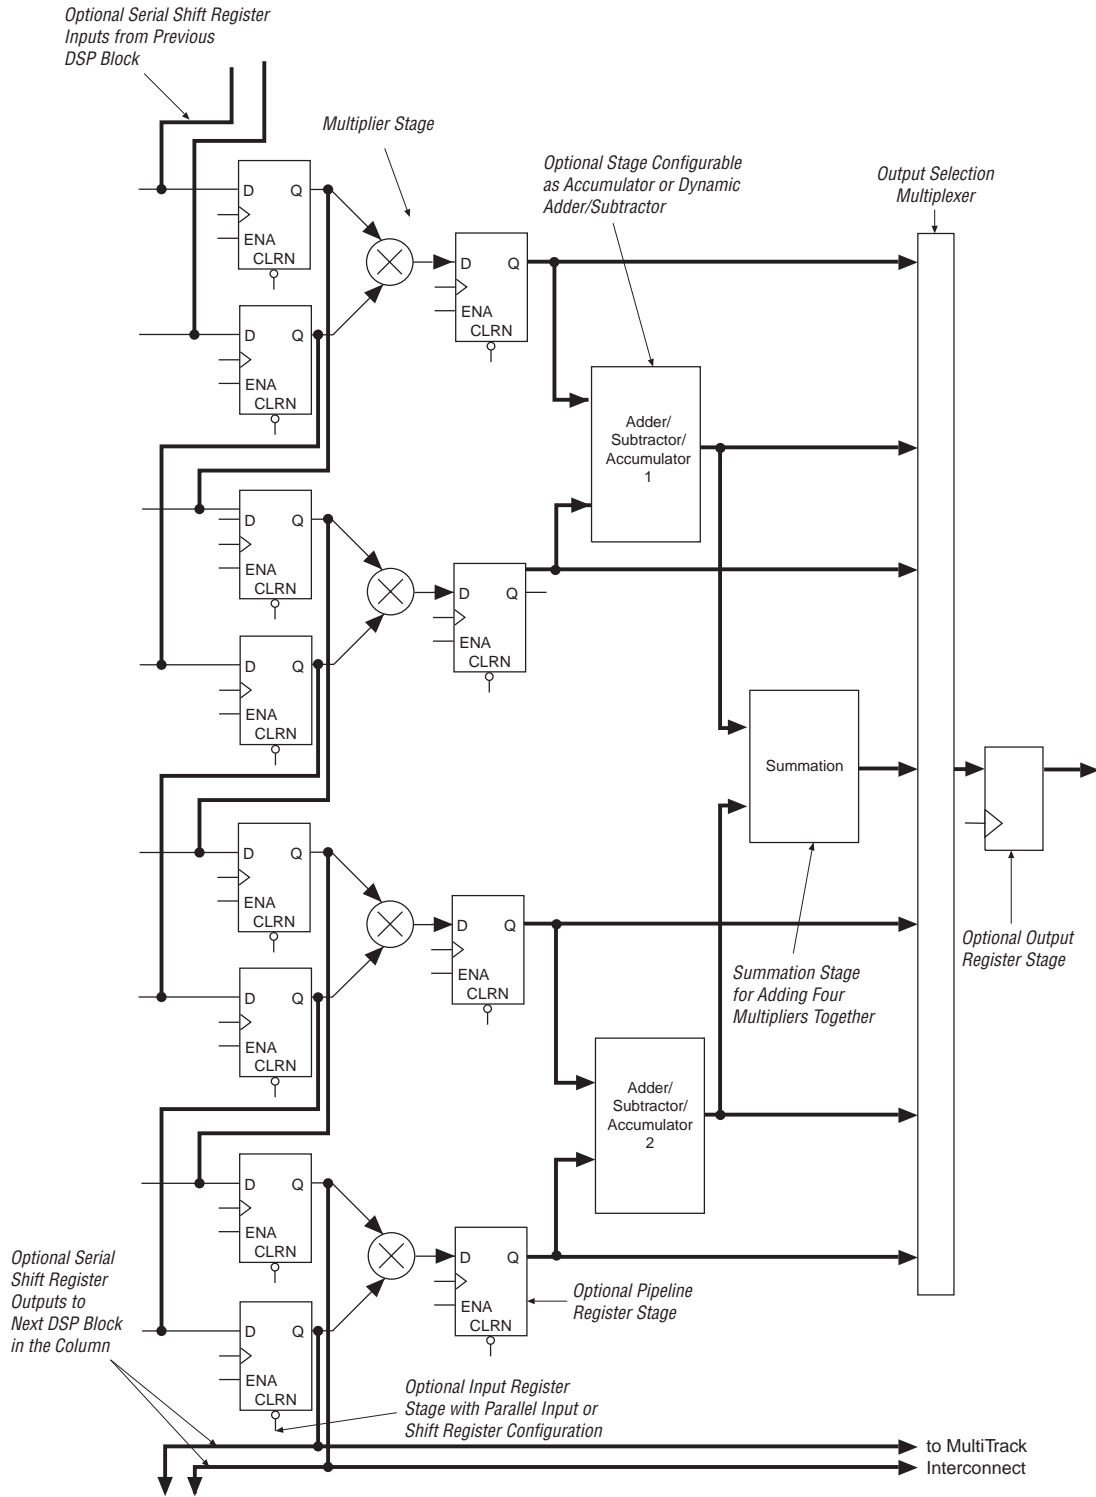 Optional Serial Shift Register
Inputs from Previous
DSP Block
Multiplier Stage
Optional Stage Configurable
as Accumulator or Dynamic
Adder/Subtractor
Output Selection
Multiplexer
D Q
ENA
CLRN
D Q
ENA
CLRN
D Q
ENA
CLRN
Adder/
Subtractor/
Accumulator
1
D Q
ENA
CLRN
D Q
ENA
CLRN
D Q
ENA
CLRN
Summation
D Q
ENA
CLRN
D Q
ENA
CLRN
D Q
ENA
CLRN
Summation Stage
for Adding Four
Multipliers Together
Optional Output
Register Stage
Adder/
Subtractor/
Accumulator
2
D Q
ENA
CLRN
D Q
ENA
CLRN
D Q
ENA
CLRN
Optional Pipeline
Register Stage
Optional Serial
Shift Register
Outputs to
Next DSP Block
in the Column
Optional Input Register
Stage with Parallel Input or
Shift Register Configuration
to MultiTrack
Interconnect